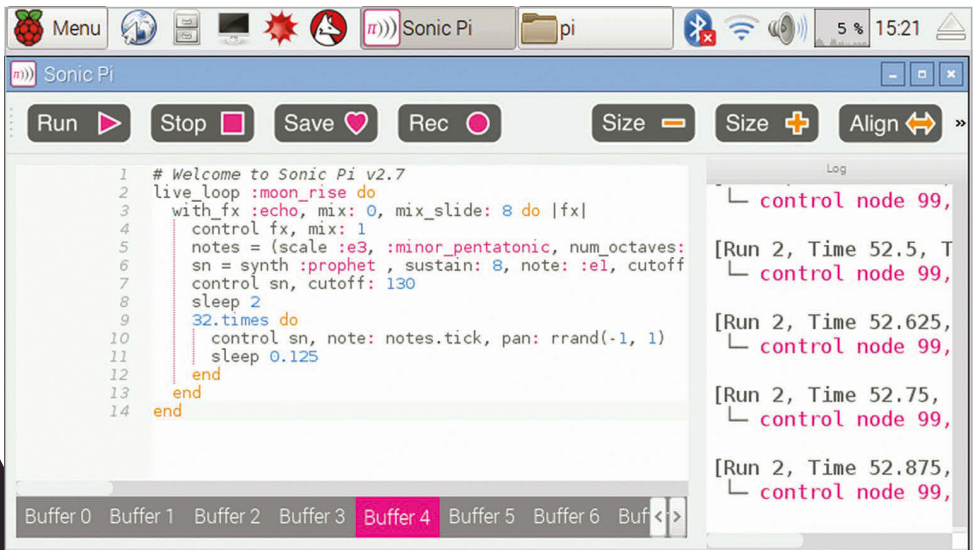 Menu π))) Sonic Pi pi 5 % 15:21
π))) Sonic Pi
Run Stop Save Rec Size Size Align »
1 # Welcome to Sonic Pi v2.7
2 live_loop :moon_rise do
3 with_fx :echo, mix: 0, mix_slide: 8 do |fx|
4 control fx, mix: 1
5 notes = (scale :e3, :minor_pentatonic, num_octaves:
6 sn = synth :prophet , sustain: 8, note: :e1, cutoff
7 control sn, cutoff: 130
8 sleep 2
9 32.times do
10 control sn, note: notes.tick, pan: rrand(-1, 1)
11 sleep 0.125
12 end
13 end
14 end
Log
└─ control node 99,
[Run 2, Time 52.5, T
└─ control node 99,
[Run 2, Time 52.625,
└─ control node 99,
[Run 2, Time 52.75,
└─ control node 99,
[Run 2, Time 52.875,
└─ control node 99,
Buffer 0 Buffer 1 Buffer 2 Buffer 3 Buffer 4 Buffer 5 Buffer 6 Buf